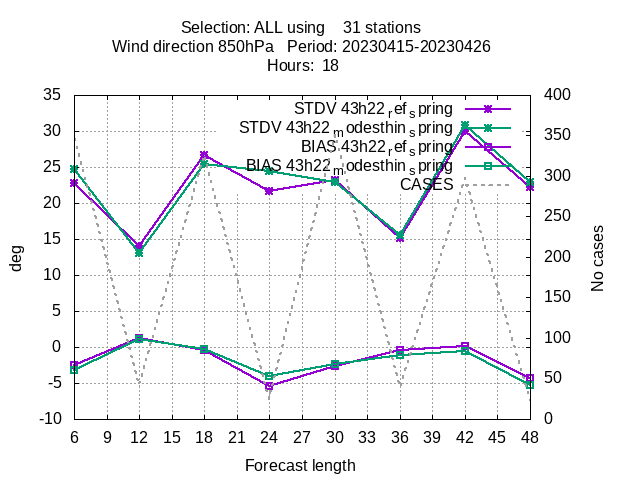 Selection: ALL using    31 stations
Wind direction 850hPa   Period: 20230415-20230426
Hours:  18
STDV 43h22_ref_spring
STDV 43h22_modesthin_spring
BIAS 43h22_ref_spring
BIAS 43h22_modesthin_spring
CASES
35
30
25
20
15
10
5
0
-5
-10
deg
400
350
300
250
200
150
100
50
0
No cases
6 9 12 15 18 21 24 27 30 33 36 39 42 45 48
Forecast length